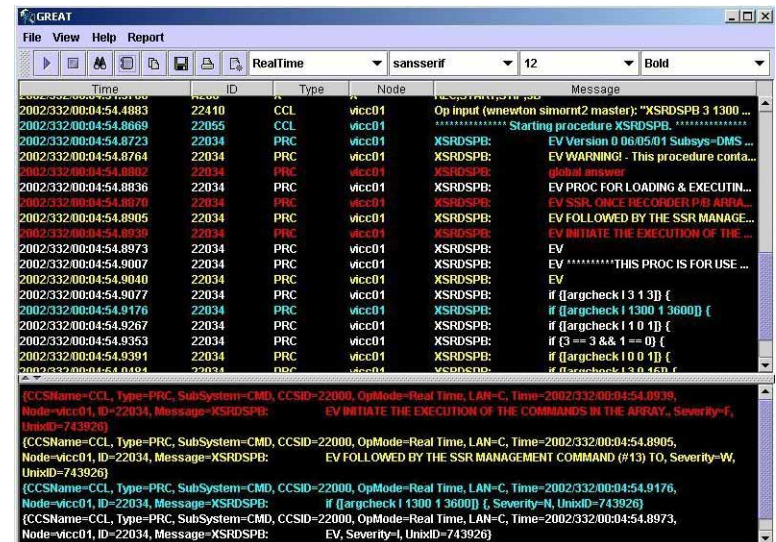 GREAT
File View Help Report
RealTime sansserif 12 Bold
Time ID Type Node Message
2002/332/00:04:54.4883 22410 CCL vicc01 Op input (wnewton simornt2 master): "XSRDSPB 3 1300 ...
2002/332/00:04:54.8669 22055 CCL vicc01 ************** Starting procedure XSRDSPB. **************
2002/332/00:04:54.8723 22034 PRC vicc01 XSRDSPB: EV Version 0 06/05/01 Subsys=DMS ...
2002/332/00:04:54.8764 22034 PRC vicc01 XSRDSPB: EV WARNING! - This procedure conta...
2002/332/00:04:54.8802 22034 PRC vicc01 XSRDSPB: global answer
2002/332/00:04:54.8836 22034 PRC vicc01 XSRDSPB: EV PROC FOR LOADING & EXECUTIN...
2002/332/00:04:54.8870 22034 PRC vicc01 XSRDSPB: EV SSR, ONCE RECORDER P/B ARRA...
2002/332/00:04:54.8905 22034 PRC vicc01 XSRDSPB: EV FOLLOWED BY THE SSR MANAGE...
2002/332/00:04:54.8939 22034 PRC vicc01 XSRDSPB: EV INITIATE THE EXECUTION OF THE ...
2002/332/00:04:54.8973 22034 PRC vicc01 XSRDSPB: EV
2002/332/00:04:54.9007 22034 PRC vicc01 XSRDSPB: EV **********THIS PROC IS FOR USE ...
2002/332/00:04:54.9040 22034 PRC vicc01 XSRDSPB: EV
2002/332/00:04:54.9077 22034 PRC vicc01 XSRDSPB: if {[argcheck I 3 1 3]} {
2002/332/00:04:54.9176 22034 PRC vicc01 XSRDSPB: if {[argcheck I 1300 1 3600]} {
2002/332/00:04:54.9267 22034 PRC vicc01 XSRDSPB: if {[argcheck I 1 0 1]} {
2002/332/00:04:54.9353 22034 PRC vicc01 XSRDSPB: if {3 == 3 && 1 == 0} {
2002/332/00:04:54.9391 22034 PRC vicc01 XSRDSPB: if {[argcheck I 0 0 1]} {
2002/332/00:04:54.9481 22034 PRC vicc01 XSRDSPB: if {[argcheck I 3 0 16]} {
{CCSName=CCL, Type=PRC, SubSystem=CMD, CCSID=22000, OpMode=Real Time, LAN=C, Time=2002/332/00:04:54.8939,
Node=vicc01, ID=22034, Message=XSRDSPB: EV INITIATE THE EXECUTION OF THE COMMANDS IN THE ARRAY., Severity=F,
UnixID=743926}
{CCSName=CCL, Type=PRC, SubSystem=CMD, CCSID=22000, OpMode=Real Time, LAN=C, Time=2002/332/00:04:54.8905,
Node=vicc01, ID=22034, Message=XSRDSPB: EV FOLLOWED BY THE SSR MANAGEMENT COMMAND (#13) TO, Severity=W,
UnixID=743926}
{CCSName=CCL, Type=PRC, SubSystem=CMD, CCSID=22000, OpMode=Real Time, LAN=C, Time=2002/332/00:04:54.9176,
Node=vicc01, ID=22034, Message=XSRDSPB: if {[argcheck I 1300 1 3600]} {, Severity=N, UnixID=743926}
{CCSName=CCL, Type=PRC, SubSystem=CMD, CCSID=22000, OpMode=Real Time, LAN=C, Time=2002/332/00:04:54.8973,
Node=vicc01, ID=22034, Message=XSRDSPB: EV, Severity=I, UnixID=743926}